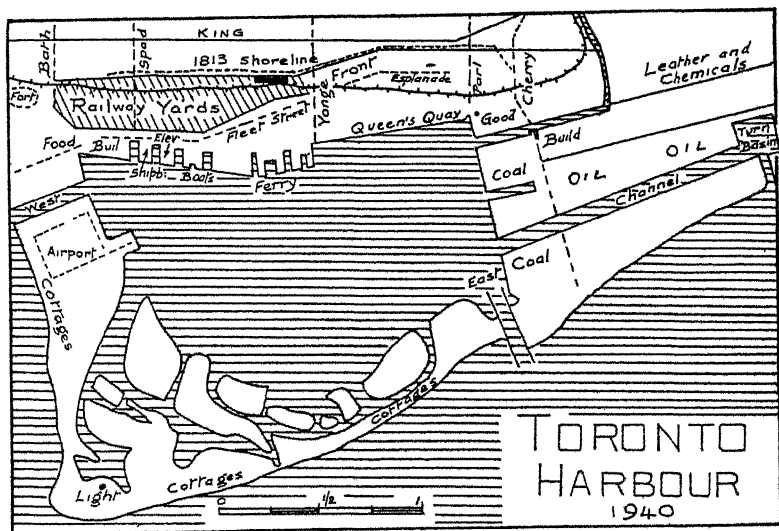 KING
Bath
Spad
1813 shoreline
Yonge
Front
Esplanade
Parl
Cherry
Leather and
Chemicals
Fort
Railway Yards
Fleet Street
Queen's Quay
Good
Build
Turn
Basin
Food
Buil
Elev
Shipb.
Boats
Ferry
Coal
OIL
OIL
Channel
West
Airport
Cottages
East
Coal
Cottages
Cottages
Light
0
1/2
1
TORONTO
HARBOUR
1940